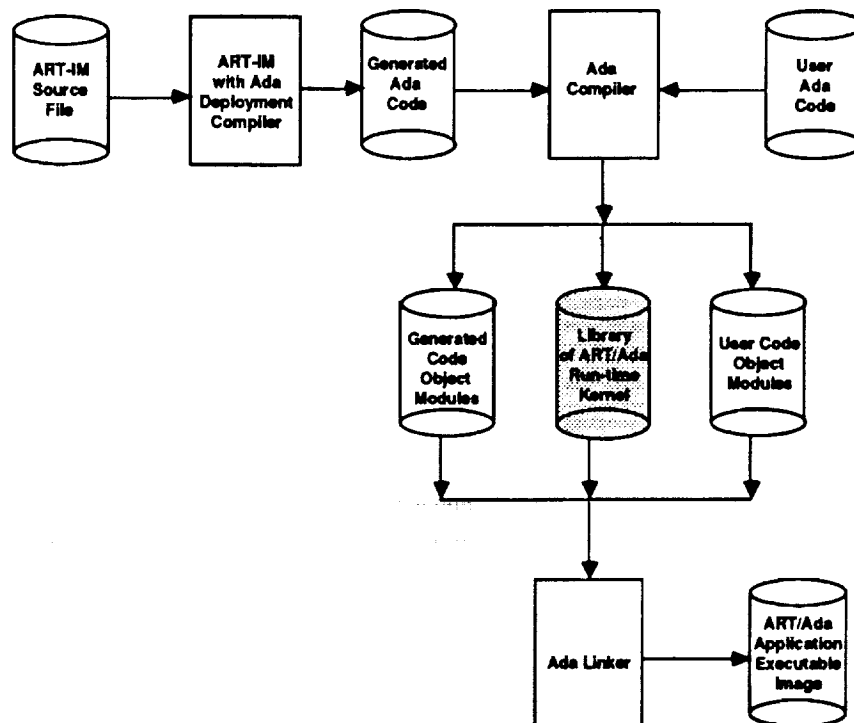 ART-IM
Source
File
ART-IM
with Ada
Deployment
Compiler
Generated
Ada
Code
Ada
Compiler
User
Ada
Code
Generated
Code
Object
Modules
Library
of ART/Ada
Run-time
Kernel
User Code
Object
Modules
Ada Linker
ART/Ada
Application
Executable
Image